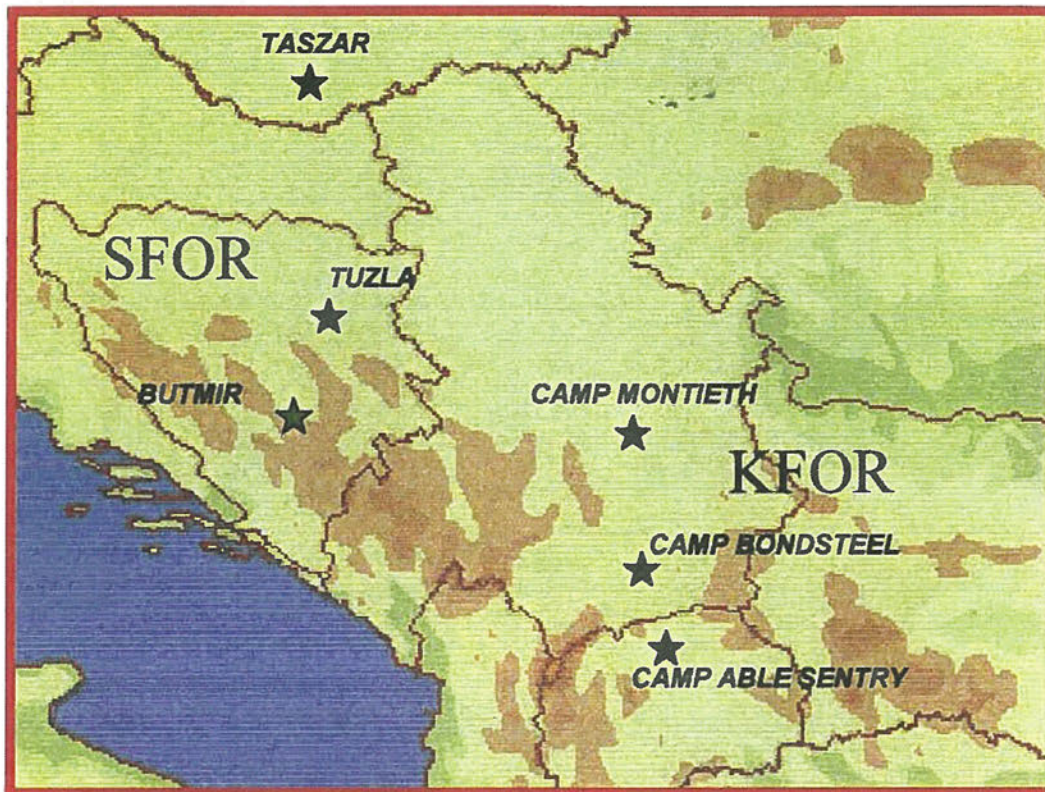 TASZAR
SFOR
TUZLA
BUTMIR
CAMP MONTIETH
KFOR
CAMP BONDSTEEL
CAMP ABLE SENTRY